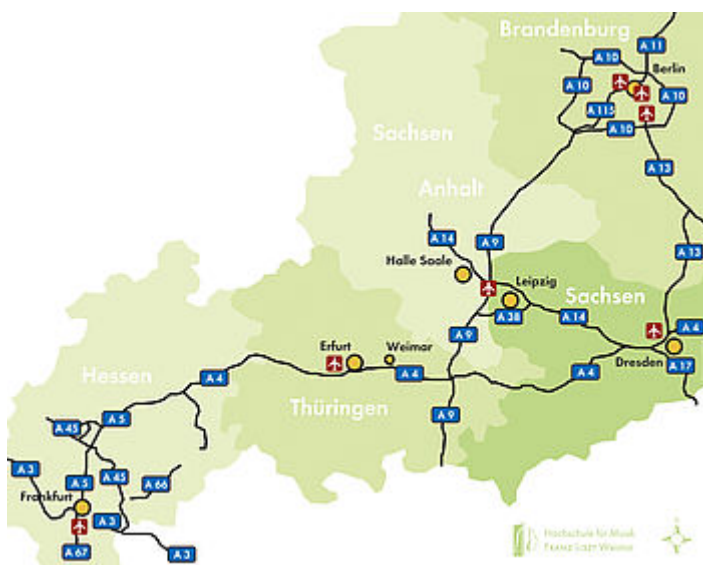 Brandenburg
A 11
A 10
Berlin
A 10
A 10
A 115
A 10
Sachsen
Anhalt
A 13
A 14
A 9
A 13
Halle Saale
Leipzig
Sachsen
A 38
A 14
A 9
A 4
Erfurt
Weimar
Dresden
Hessen
A 4
A 4
A 4
A 17
Thüringen
A 9
A 5
A 45
A 3
A 5
A 45
A 66
Frankfurt
A 3
A 67
A 3
Hochschule für Musik
Franz Liszt Weimar